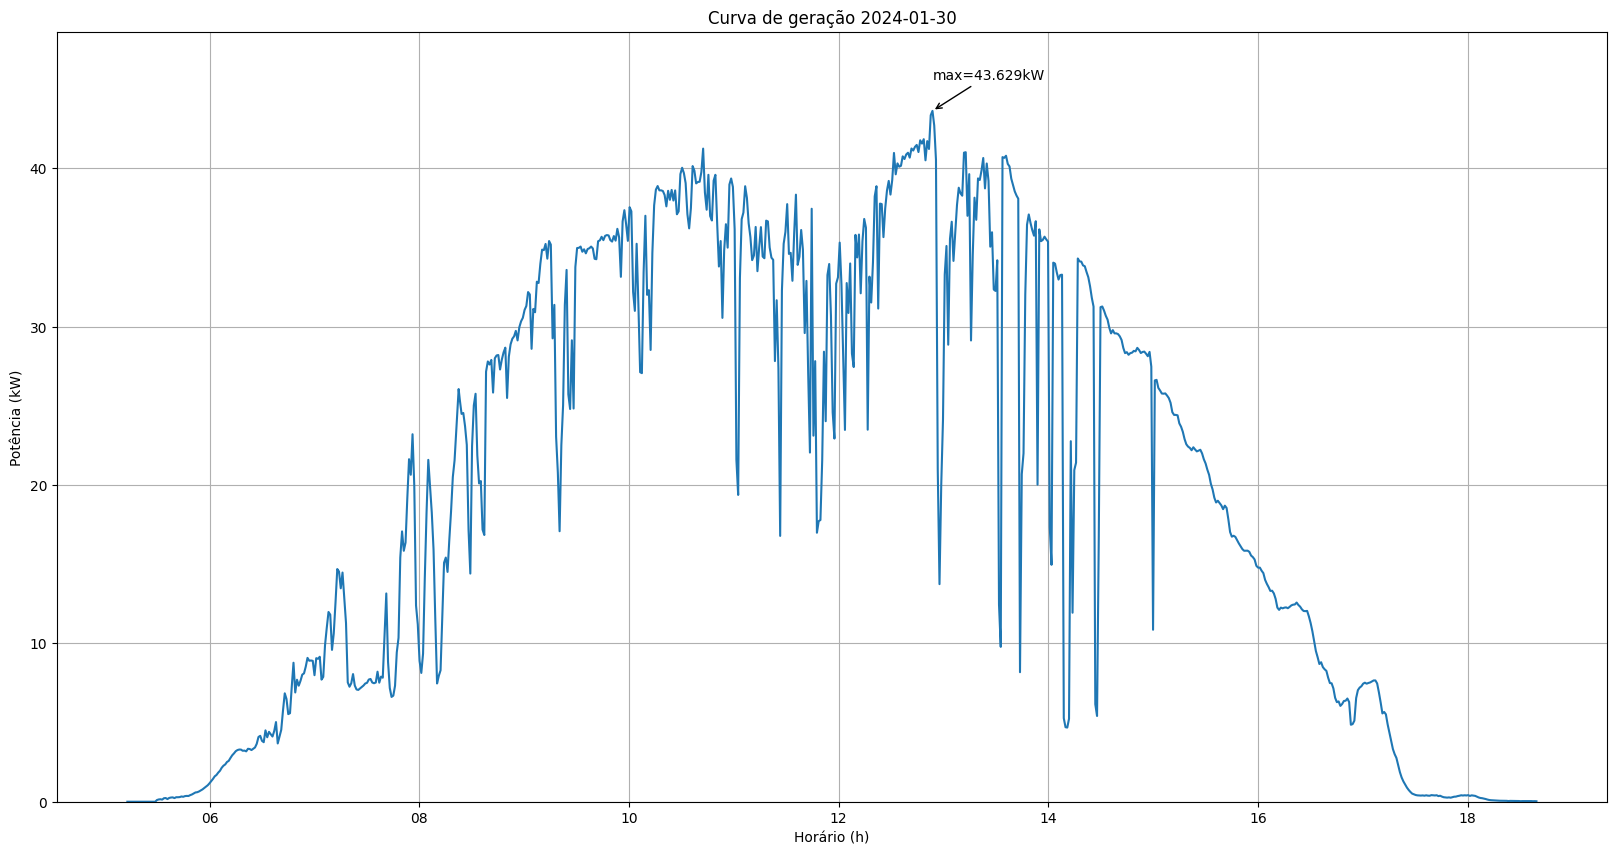 Curva de geração 2024-01-30
max=43.629kW
Potência (kW)
40
30
20
10
0
06 08 10 12 14 16 18
Horário (h)